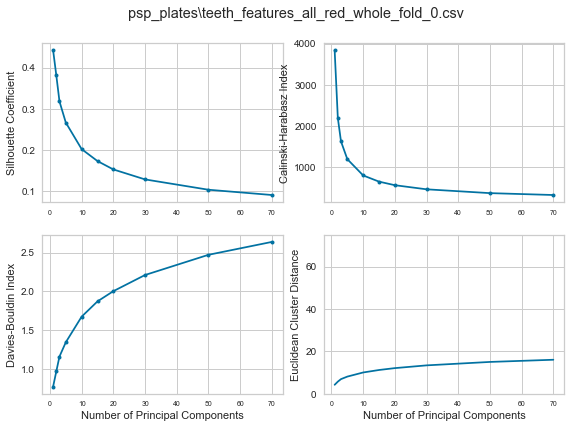 psp_plates\teeth_features_all_red_whole_fold_0.csv
Silhouette Coefficient
0.4
0.3
0.2
0.1
0 10 20 30 40 50 60 70
Calinski-Harabasz-Index
4000
3000
2000
1000
0 10 20 30 40 50 60 70
Davies-Bouldin Index
2.5
2.0
1.5
1.0
0 10 20 30 40 50 60 70
Number of Principal Components
Euclidean Cluster Distance
60
40
20
0
0 10 20 30 40 50 60 70
Number of Principal Components